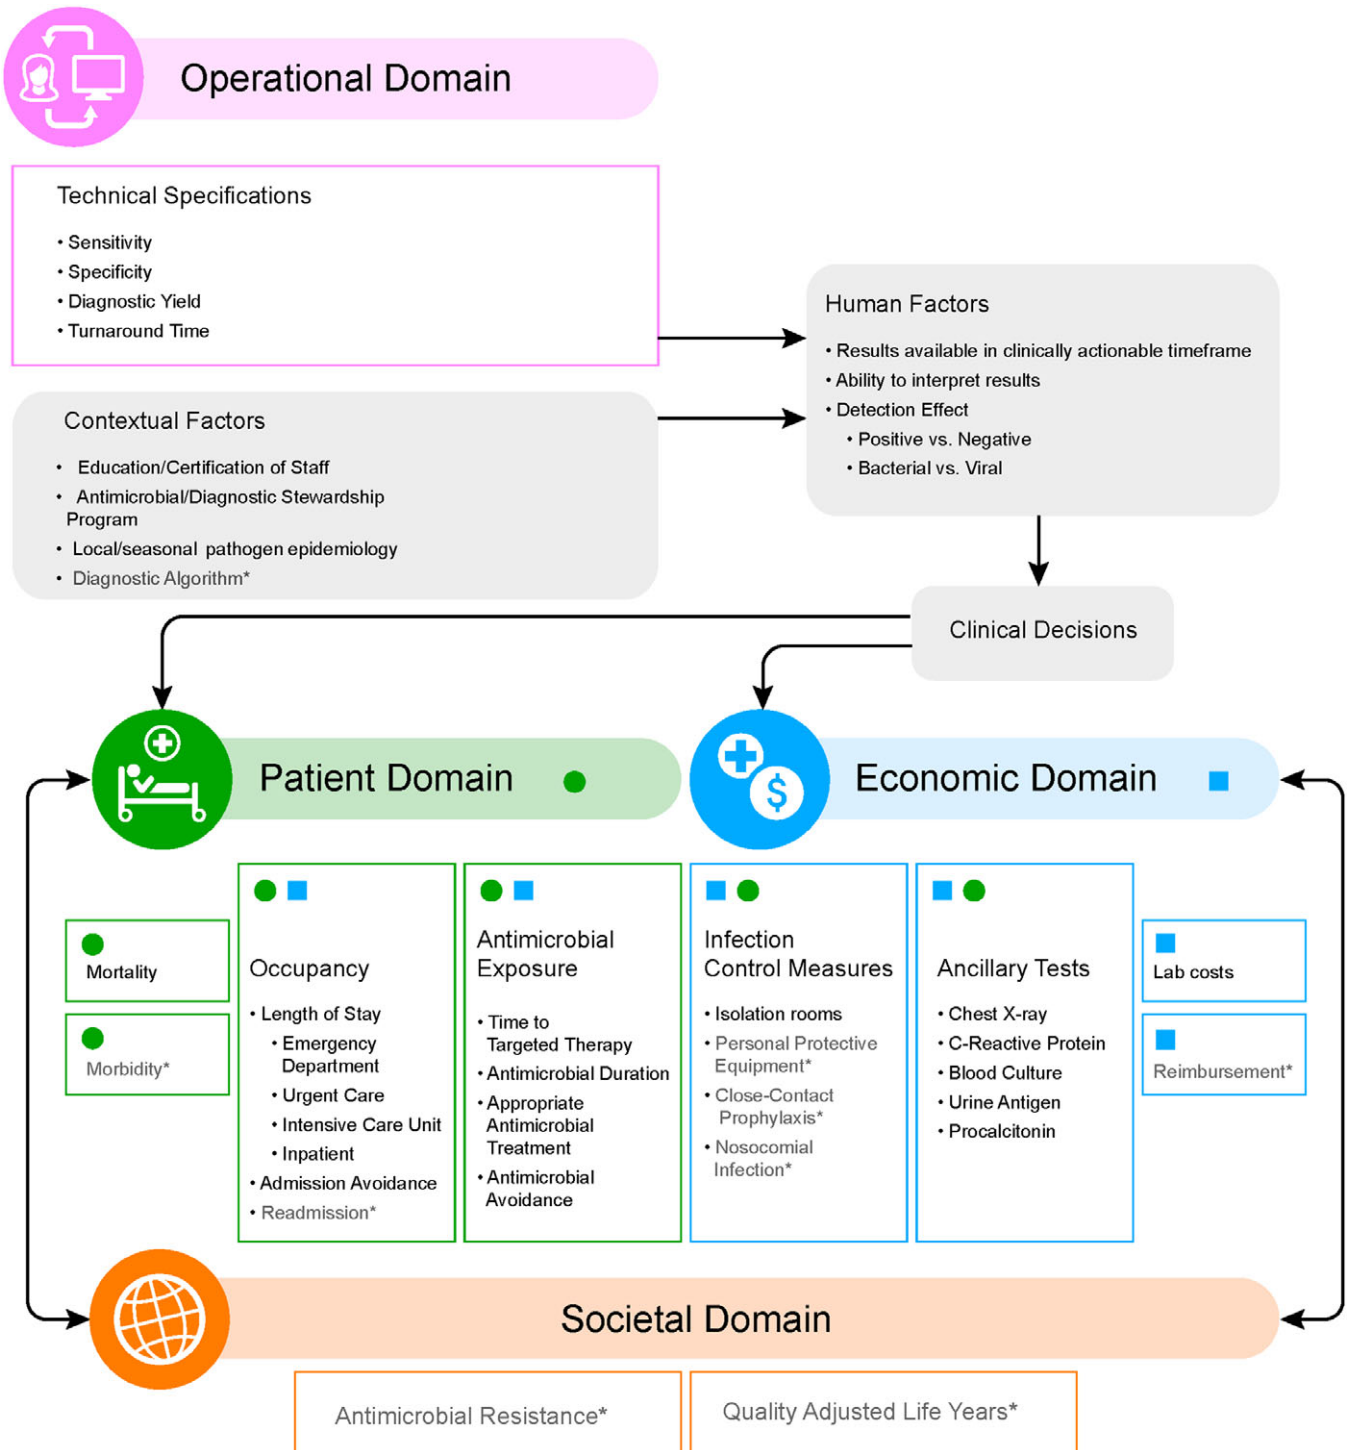 Operational Domain
Technical Specifications
• Sensitivity
• Specificity
• Diagnostic Yield
• Turnaround Time
Contextual Factors
• Education/Certification of Staff
• Antimicrobial/Diagnostic Stewardship
Program
• Local/seasonal pathogen epidemiology
• Diagnostic Algorithm*
Human Factors
• Results available in clinically actionable timeframe
• Ability to interpret results
• Detection Effect
• Positive vs. Negative
• Bacterial vs. Viral
Clinical Decisions
Patient Domain
Economic Domain
Mortality
Morbidity*
Occupancy
• Length of Stay
• Emergency
Department
• Urgent Care
• Intensive Care Unit
• Inpatient
• Admission Avoidance
• Readmission*
Antimicrobial
Exposure
• Time to
Targeted Therapy
• Antimicrobial Duration
• Appropriate
Antimicrobial
Treatment
• Antimicrobial
Avoidance
Infection
Control Measures
• Isolation rooms
• Personal Protective
Equipment*
• Close-Contact
Prophylaxis*
• Nosocomial
Infection*
Ancillary Tests
• Chest X-ray
• C-Reactive Protein
• Blood Culture
• Urine Antigen
• Procalcitonin
Lab costs
Reimbursement*
Societal Domain
Antimicrobial Resistance*
Quality Adjusted Life Years*